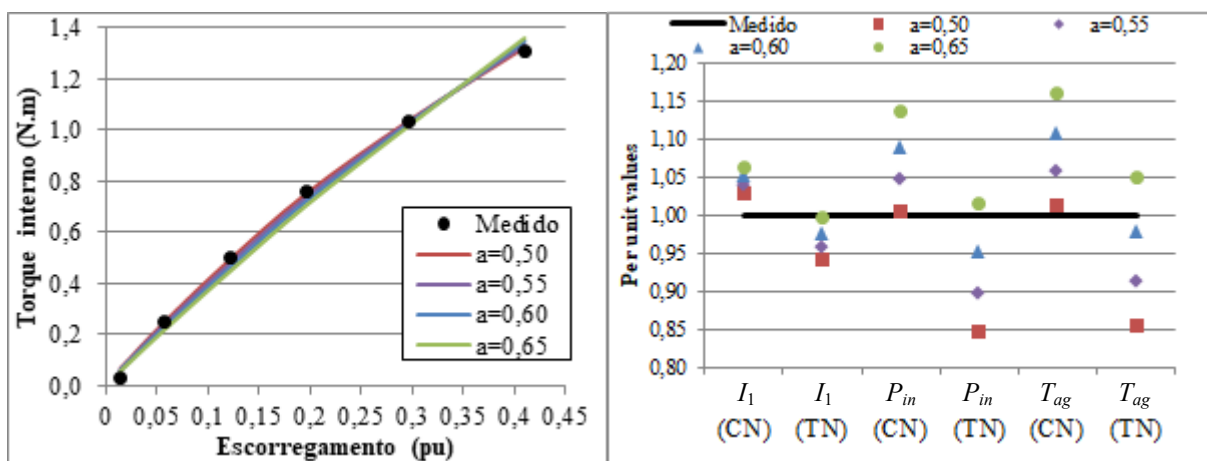 Torque interno (N.m)
1,4
1,2
1,0
0,8
0,6
0,4
0,2
0,0
0 0,05 0,1 0,15 0,2 0,25 0,3 0,35 0,4 0,45
Escorregamento (pu)
Medido
a=0,50
a=0,55
a=0,60
a=0,65
Medido a=0,50 a=0,55
a=0,60 a=0,65
Per unit values
1,20
1,15
1,10
1,05
1,00
0,95
0,90
0,85
0,80
I1 I1 Pin Pin Tag Tag
(CN) (TN) (CN) (TN) (CN) (TN)